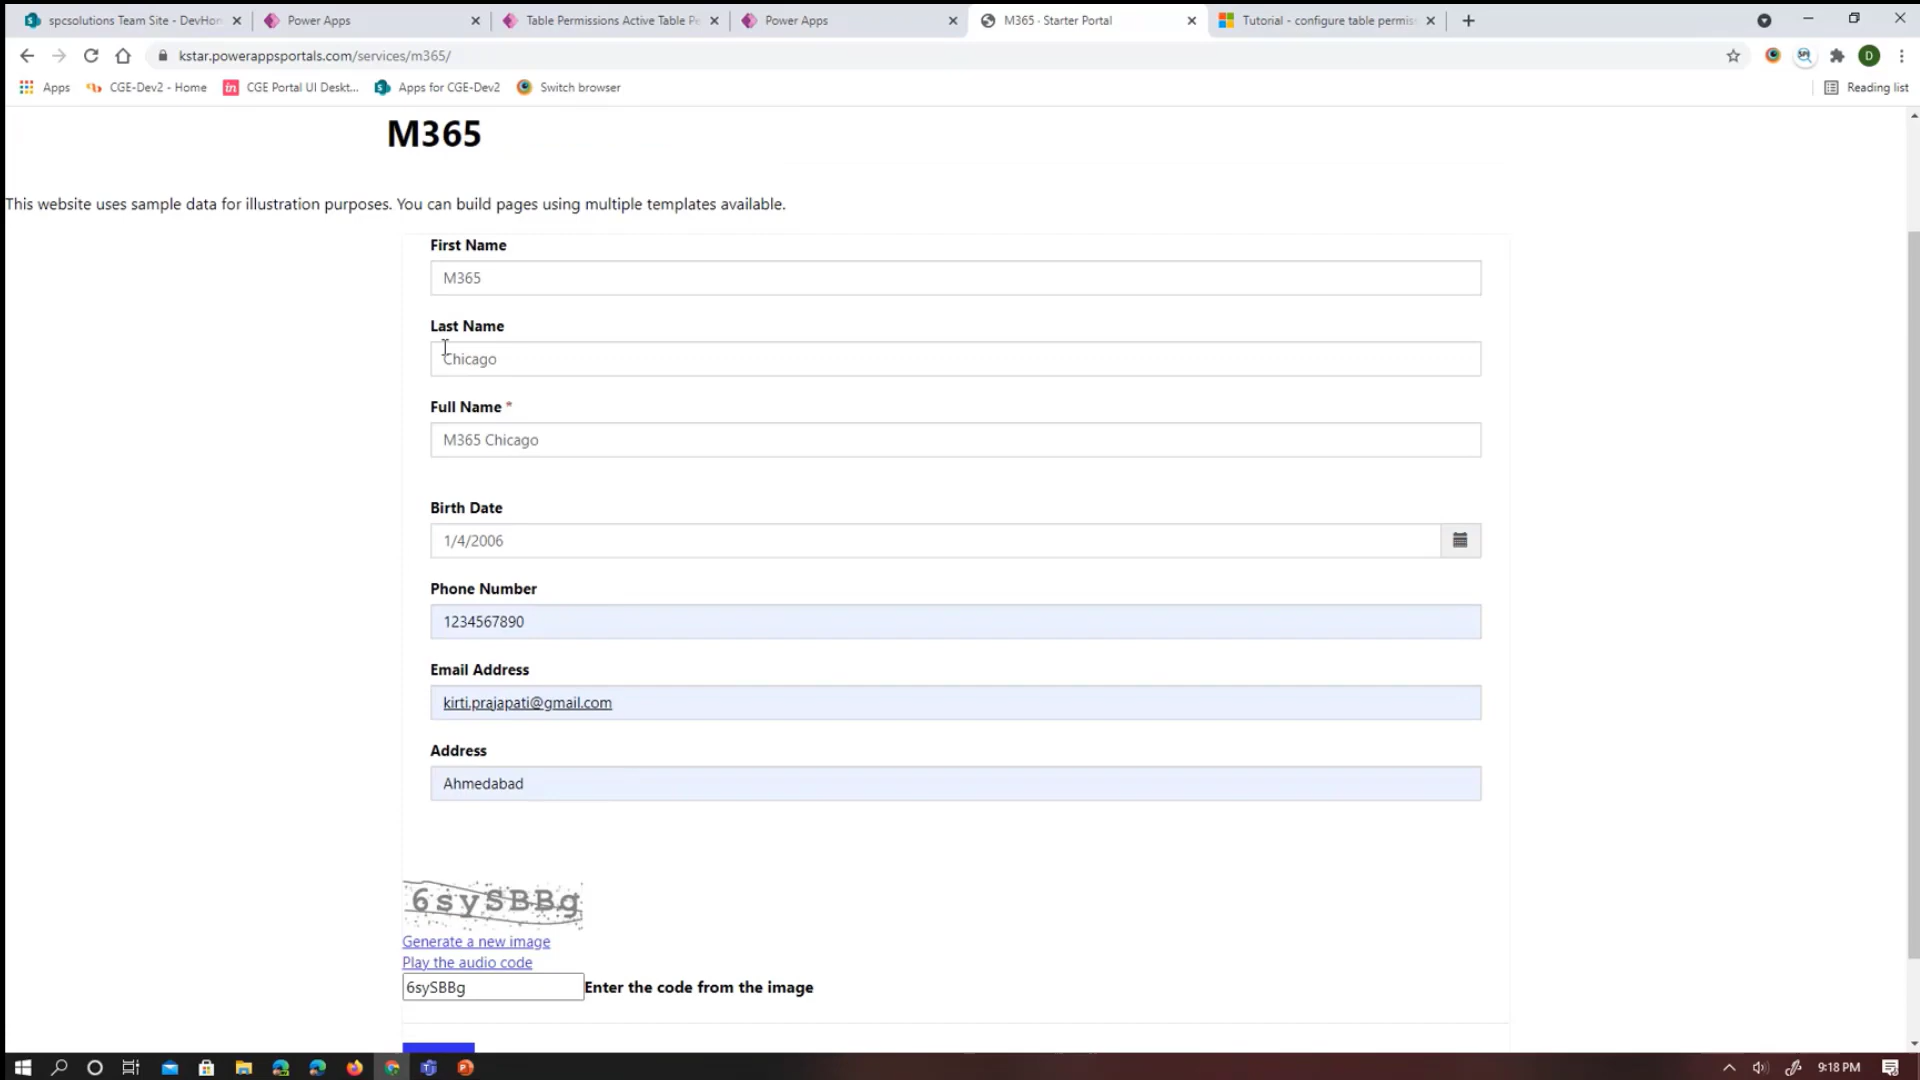 spcsolutions Team Site - DevHom
Power Apps
Table Permissions Active Table Pe
Power Apps
M365 · Starter Portal
Tutorial - configure table permiss
kstar.powerappsportals.com/services/m365/
D
Apps
CGE-Dev2 - Home
in
CGE Portal UI Deskt...
Apps for CGE-Dev2
Switch browser
Reading list
M365
This website uses sample data for illustration purposes. You can build pages using multiple templates available.
First Name
M365
Last Name
Chicago
Full Name *
M365 Chicago
Birth Date
1/4/2006
Phone Number
1234567890
Email Address
kirti.prajapati@gmail.com
Address
Ahmedabad
6sySBBg
Generate a new image
Play the audio code
6sySBBg Enter the code from the image
9:18 PM